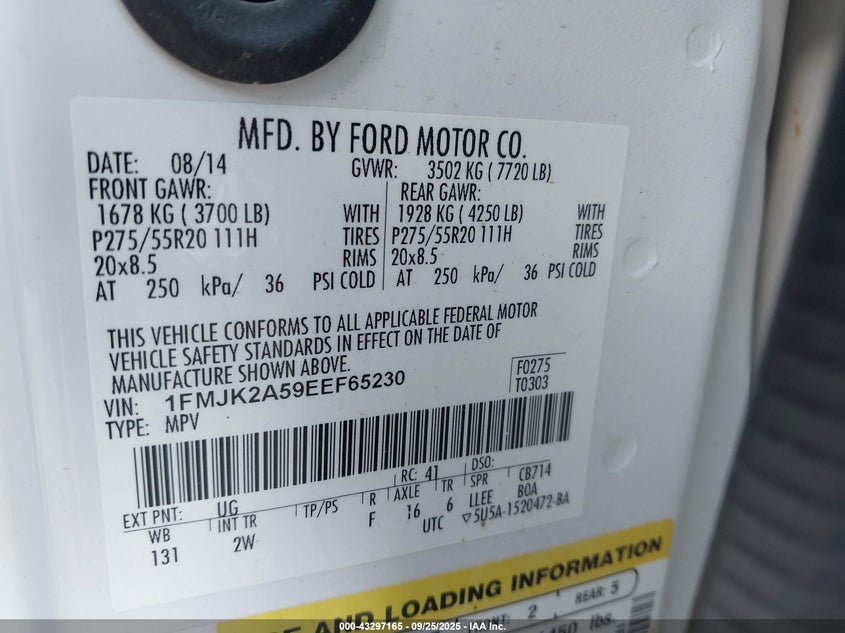 MFD. BY FORD MOTOR CO.
DATE: 08/14 GVWR: 3502 KG ( 7720 LB)
FRONT GAWR: REAR GAWR:
1678 KG ( 3700 LB) WITH 1928 KG ( 4250 LB) WITH
P275/55R20 111H TIRES P275/55R20 111H TIRES
20x8.5 RIMS 20x8.5 RIMS
AT 250 kPa/ 36 PSI COLD AT 250 kPa/ 36 PSI COLD
THIS VEHICLE CONFORMS TO ALL APPLICABLE FEDERAL MOTOR
VEHICLE SAFETY STANDARDS IN EFFECT ON THE DATE OF
MANUFACTURE SHOWN ABOVE.
F0275
T0303
VIN: 1FMJK2A59EEF65230
TYPE: MPV
EXT PNT: UG RC: 41 DSO:
WB INT TR TP/PS R AXLE TR SPR CB714
131 2W F 16 6 LLEE BOA
UTC ▽5U5A-1520472-BA
AND LOADING INFORMATION
2 REAR: 5
lbs.
000-43297165 - 09/25/2025 - iaai.com